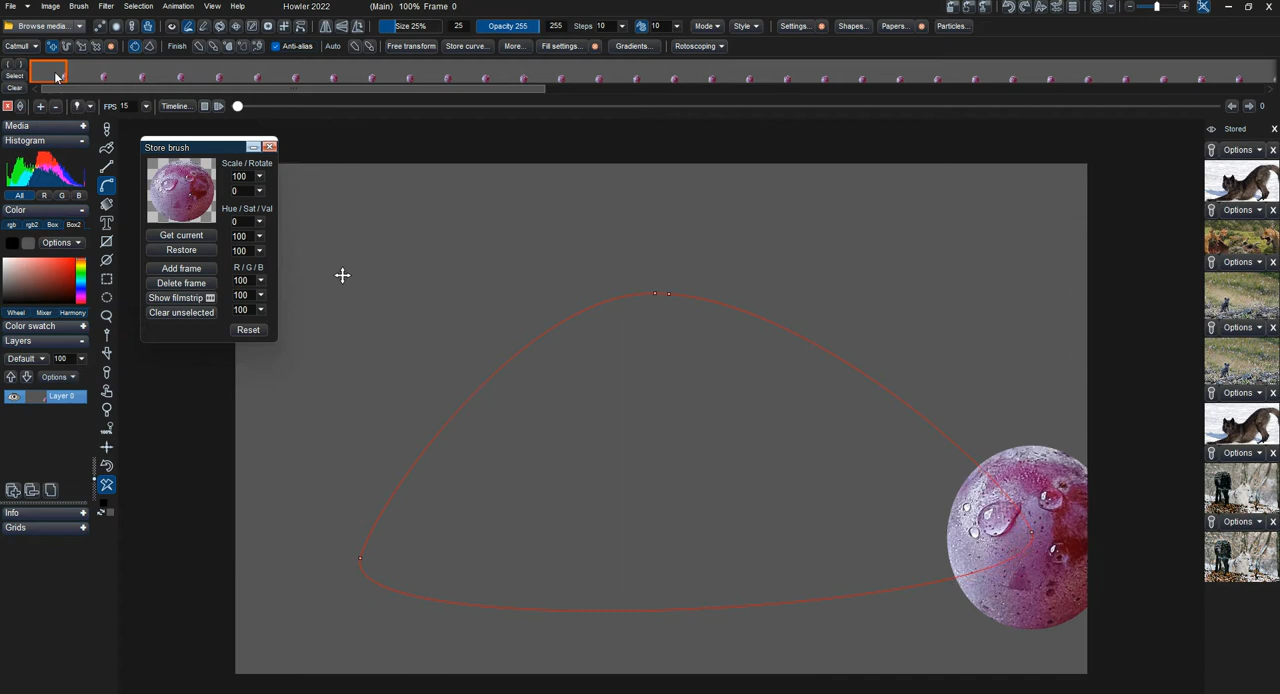 File Image Brush Filter Selection Animation View Help Howler 2022 (Main) 100% Frame 0
Browse media... Size 25% 25 Opacity 255 255 Steps 10 10 Mode Style Settings... Shapes... Papers... Particles...
Catmull Finish Anti-alias Auto Free transform Store curve... More... Fill settings... Gradients... Rotoscoping
Select
Clear
FPS 15 Timeline... 0
Media
Histogram
All R G B
Color
rgb rgb2 Box Box2
Options
Wheel Mixer Harmony
Color swatch
Layers
Default 100
Options
Layer 0
Info
Grids
100%
Store brush
Scale / Rotate
100
0
Hue / Sat / Val
0
Get current 100
Restore 100
Add frame R / G / B
Delete frame 100
Show filmstrip 100
Clear unselected 100
Reset
Stored X
Options X
Options X
Options X
Options X
Options X
Options X
Options X